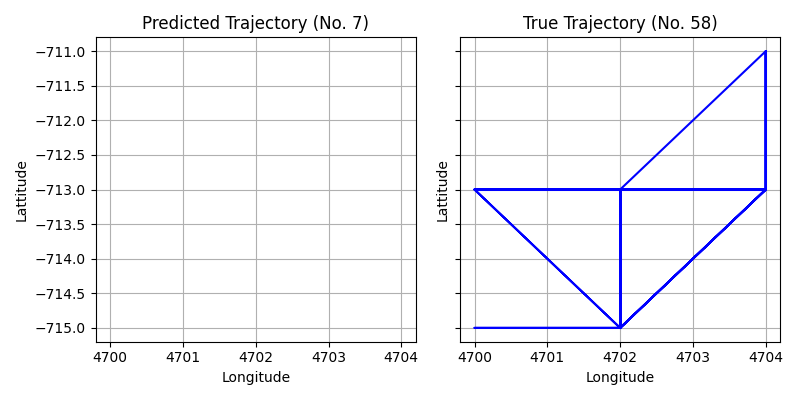 Predicted Trajectory (No. 7)
True Trajectory (No. 58)
−711.0
−711.5
−712.0
−712.5
−713.0
−713.5
−714.0
−714.5
−715.0
Lattitude
Lattitude
4700 4701 4702 4703 4704
4700 4701 4702 4703 4704
Longitude
Longitude